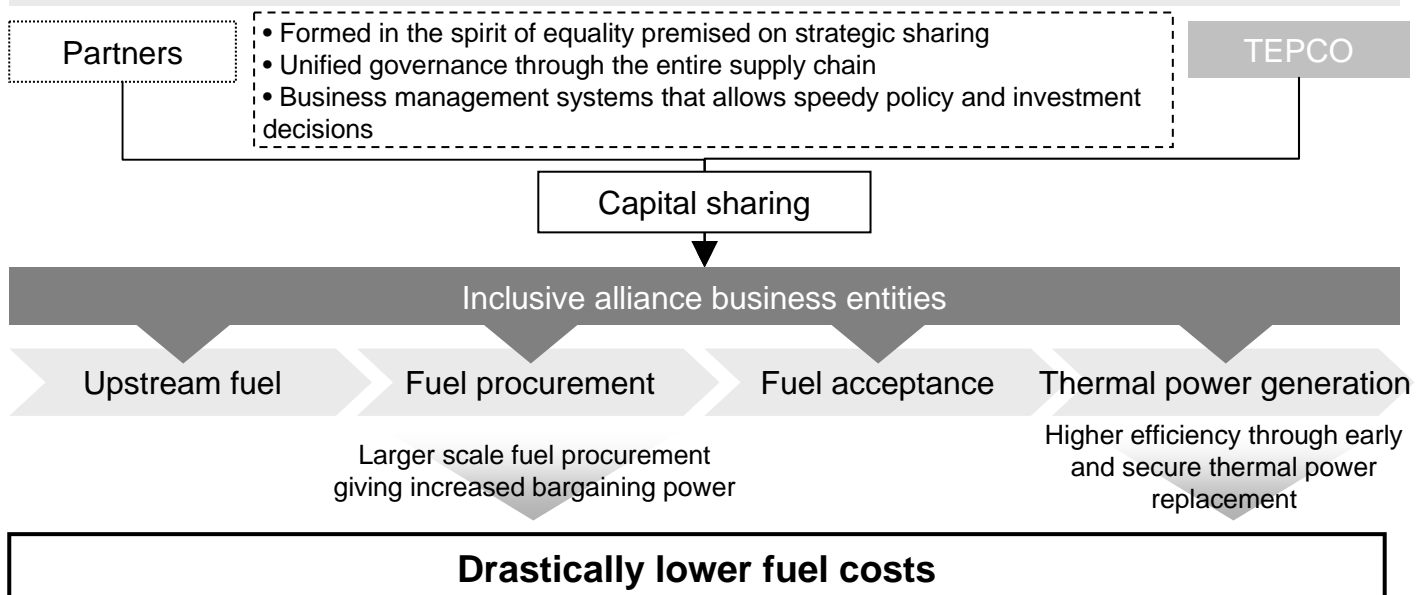 Partners
• Formed in the spirit of equality premised on strategic sharing
• Unified governance through the entire supply chain
• Business management systems that allows speedy policy and investment
decisions
TEPCO
Capital sharing
Inclusive alliance business entities
Upstream fuel
Fuel procurement
Fuel acceptance
Thermal power generation
Larger scale fuel procurement
giving increased bargaining power
Higher efficiency through early
and secure thermal power
replacement
Drastically lower fuel costs